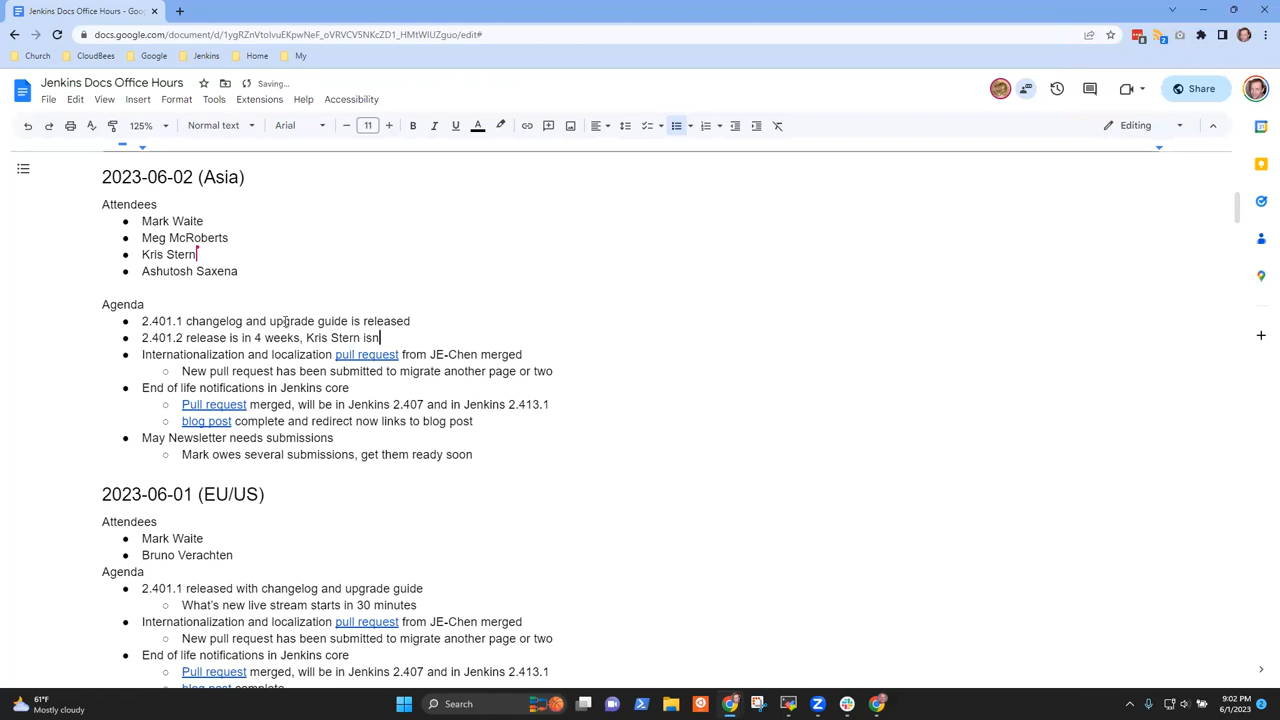 Jenkins Docs Office Hours - Goo
docs.google.com/document/d/1ygRZnVtoIvuEKpwNeF_oVRVCV5NKcZD1_HMtWIUZguo/edit#
Church CloudBees Google Jenkins Home My
Jenkins Docs Office Hours Saving...
File Edit View Insert Format Tools Extensions Help Accessibility
Share
125% Normal text Arial 11 Editing
2023-06-02 (Asia)
Attendees
● Mark Waite
● Meg McRoberts
● Kris Stern
● Ashutosh Saxena
Agenda
● 2.401.1 changelog and upgrade guide is released
● 2.401.2 release is in 4 weeks, Kris Stern isn
● Internationalization and localization pull request from JE-Chen merged
○ New pull request has been submitted to migrate another page or two
● End of life notifications in Jenkins core
○ Pull request merged, will be in Jenkins 2.407 and in Jenkins 2.413.1
○ blog post complete and redirect now links to blog post
● May Newsletter needs submissions
○ Mark owes several submissions, get them ready soon
2023-06-01 (EU/US)
Attendees
● Mark Waite
● Bruno Verachten
Agenda
● 2.401.1 released with changelog and upgrade guide
○ What's new live stream starts in 30 minutes
● Internationalization and localization pull request from JE-Chen merged
○ New pull request has been submitted to migrate another page or two
● End of life notifications in Jenkins core
○ Pull request merged, will be in Jenkins 2.407 and in Jenkins 2.413.1
○ blog post complete
61°F
Mostly cloudy
Search
9:02 PM
6/1/2023